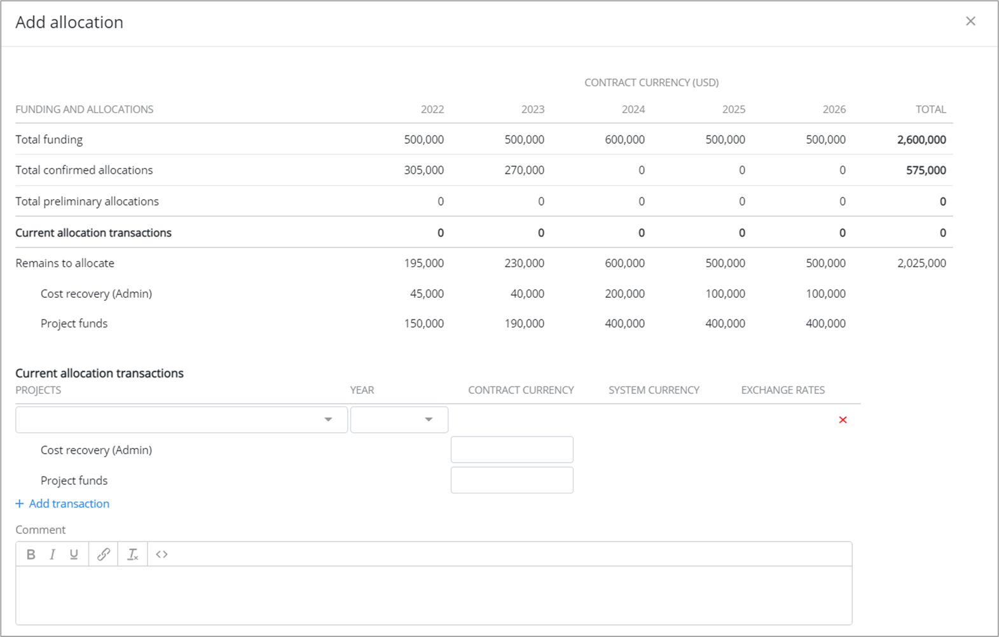 Add allocation
CONTRACT CURRENCY (USD)
FUNDING AND ALLOCATIONS 2022 2023 2024 2025 2026 TOTAL
Total funding 500,000 500,000 600,000 500,000 500,000 2,600,000
Total confirmed allocations 305,000 270,000 0 0 0 575,000
Total preliminary allocations 0 0 0 0 0 0
Current allocation transactions 0 0 0 0 0 0
Remains to allocate 195,000 230,000 600,000 500,000 500,000 2,025,000
Cost recovery (Admin) 45,000 40,000 200,000 100,000 100,000
Project funds 150,000 190,000 400,000 400,000 400,000
Current allocation transactions
PROJECTS YEAR CONTRACT CURRENCY SYSTEM CURRENCY EXCHANGE RATES
Cost recovery (Admin)
Project funds
+ Add transaction
Comment
B I U